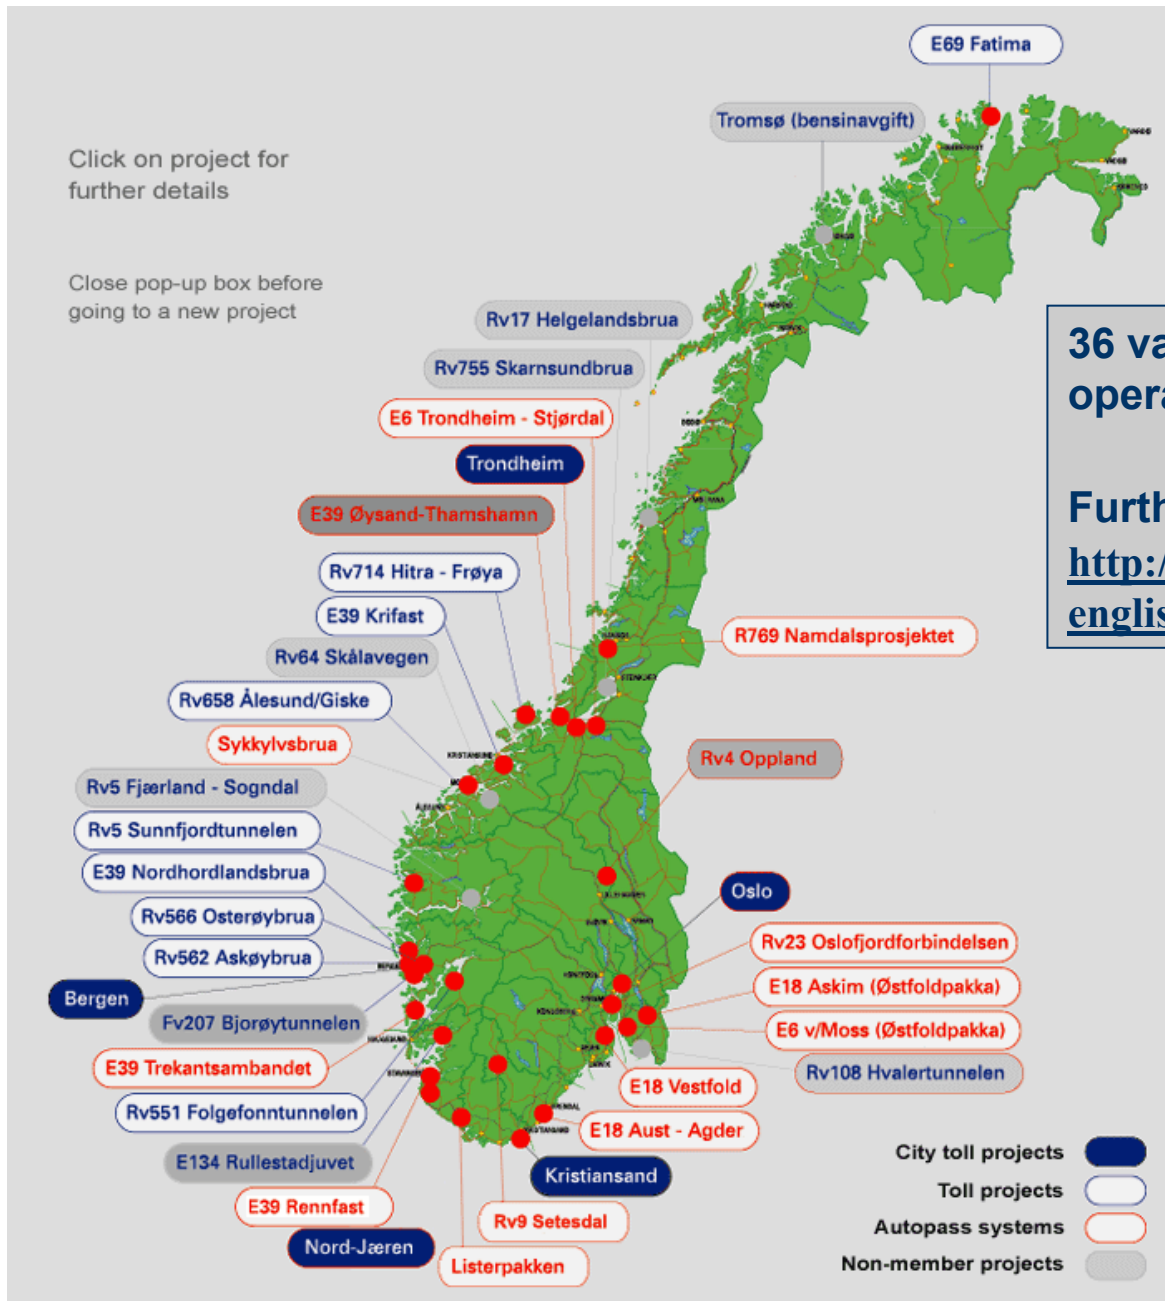 E69 Fatima
Tromsø (bensinavgift)
Click on project for
further details
Close pop-up box before
going to a new project
Rv17 Helgelandsbrua
Rv755 Skarnsundbrua
E6 Trondheim - Stjørdal
Trondheim
E39 Øysand-Thamshamn
Rv714 Hitra - Frøya
E39 Krifast
Rv64 Skålavegen
Rv658 Ålesund/Giske
Sykkylvsbrua
Rv5 Fjærland - Sogndal
Rv5 Sunnfjordtunnelen
E39 Nordhordlandsbrua
Rv566 Osterøybrua
Rv562 Askøybrua
Bergen
Fv207 Bjorøytunnelen
E39 Trekantsambandet
Rv551 Folgefonntunnelen
E134 Rullestadjuvet
E39 Rennfast
Nord-Jæren
Listerpakken
Rv9 Setesdal
Kristiansand
E18 Aust - Agder
E18 Vestfold
Rv108 Hvalertunnelen
E6 v/Moss (Østfoldpakka)
E18 Askim (Østfoldpakka)
Rv23 Oslofjordforbindelsen
Oslo
Rv4 Oppland
R769 Namdalsprosjektet
36 va
opera
Furth
http:/
englis
City toll projects
Toll projects
Autopass systems
Non-member projects